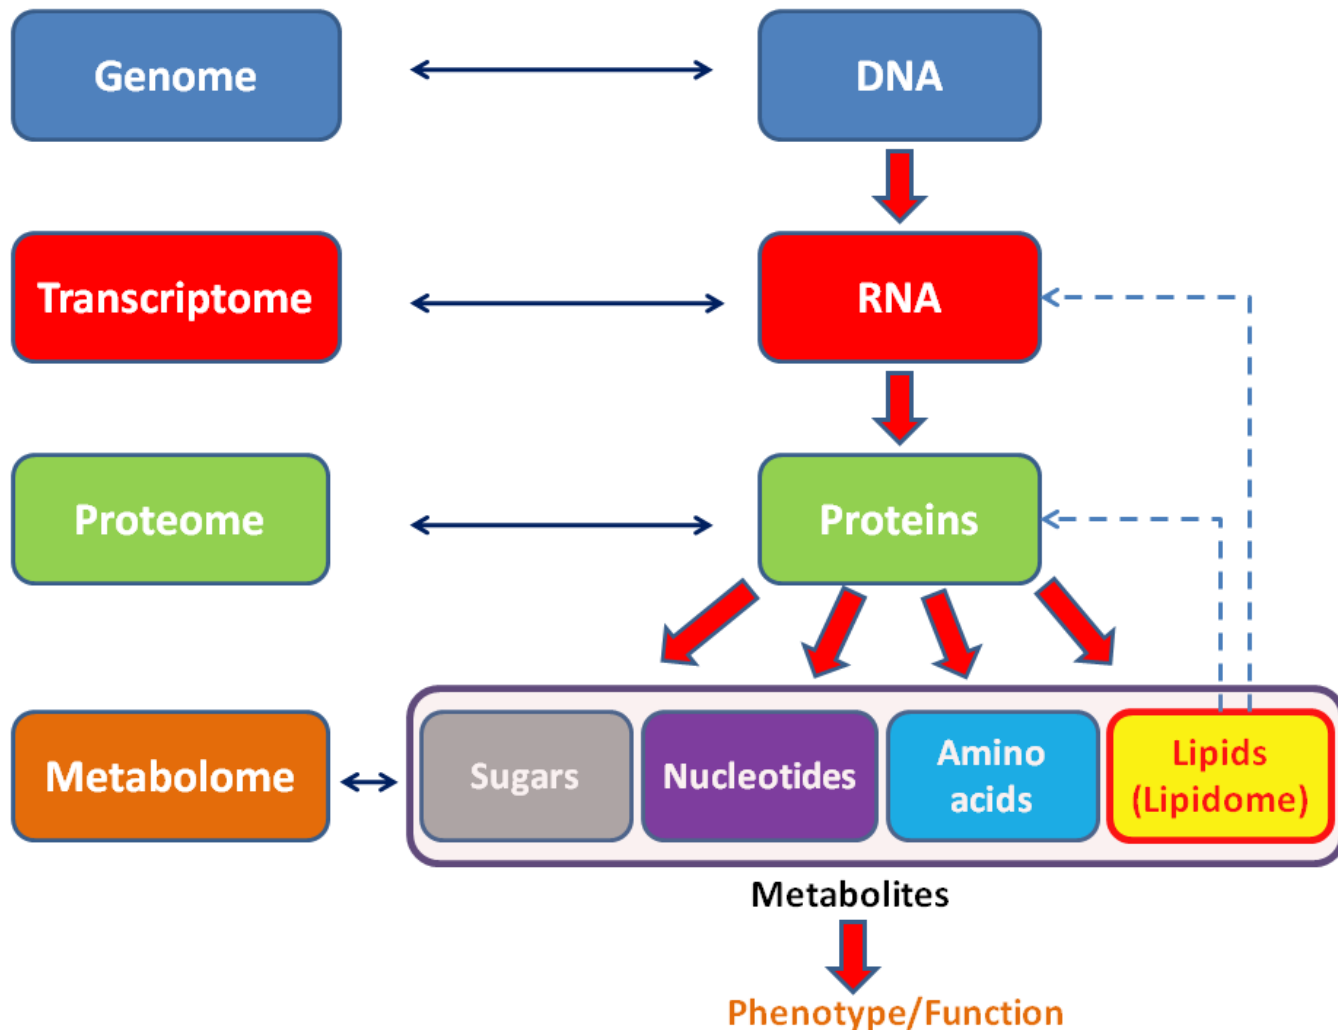 Genome
DNA
Transcriptome
RNA
Proteome
Proteins
Metabolome
Sugars
Nucleotides
Amino
acids
Lipids
(Lipidome)
Metabolites
Phenotype/Function